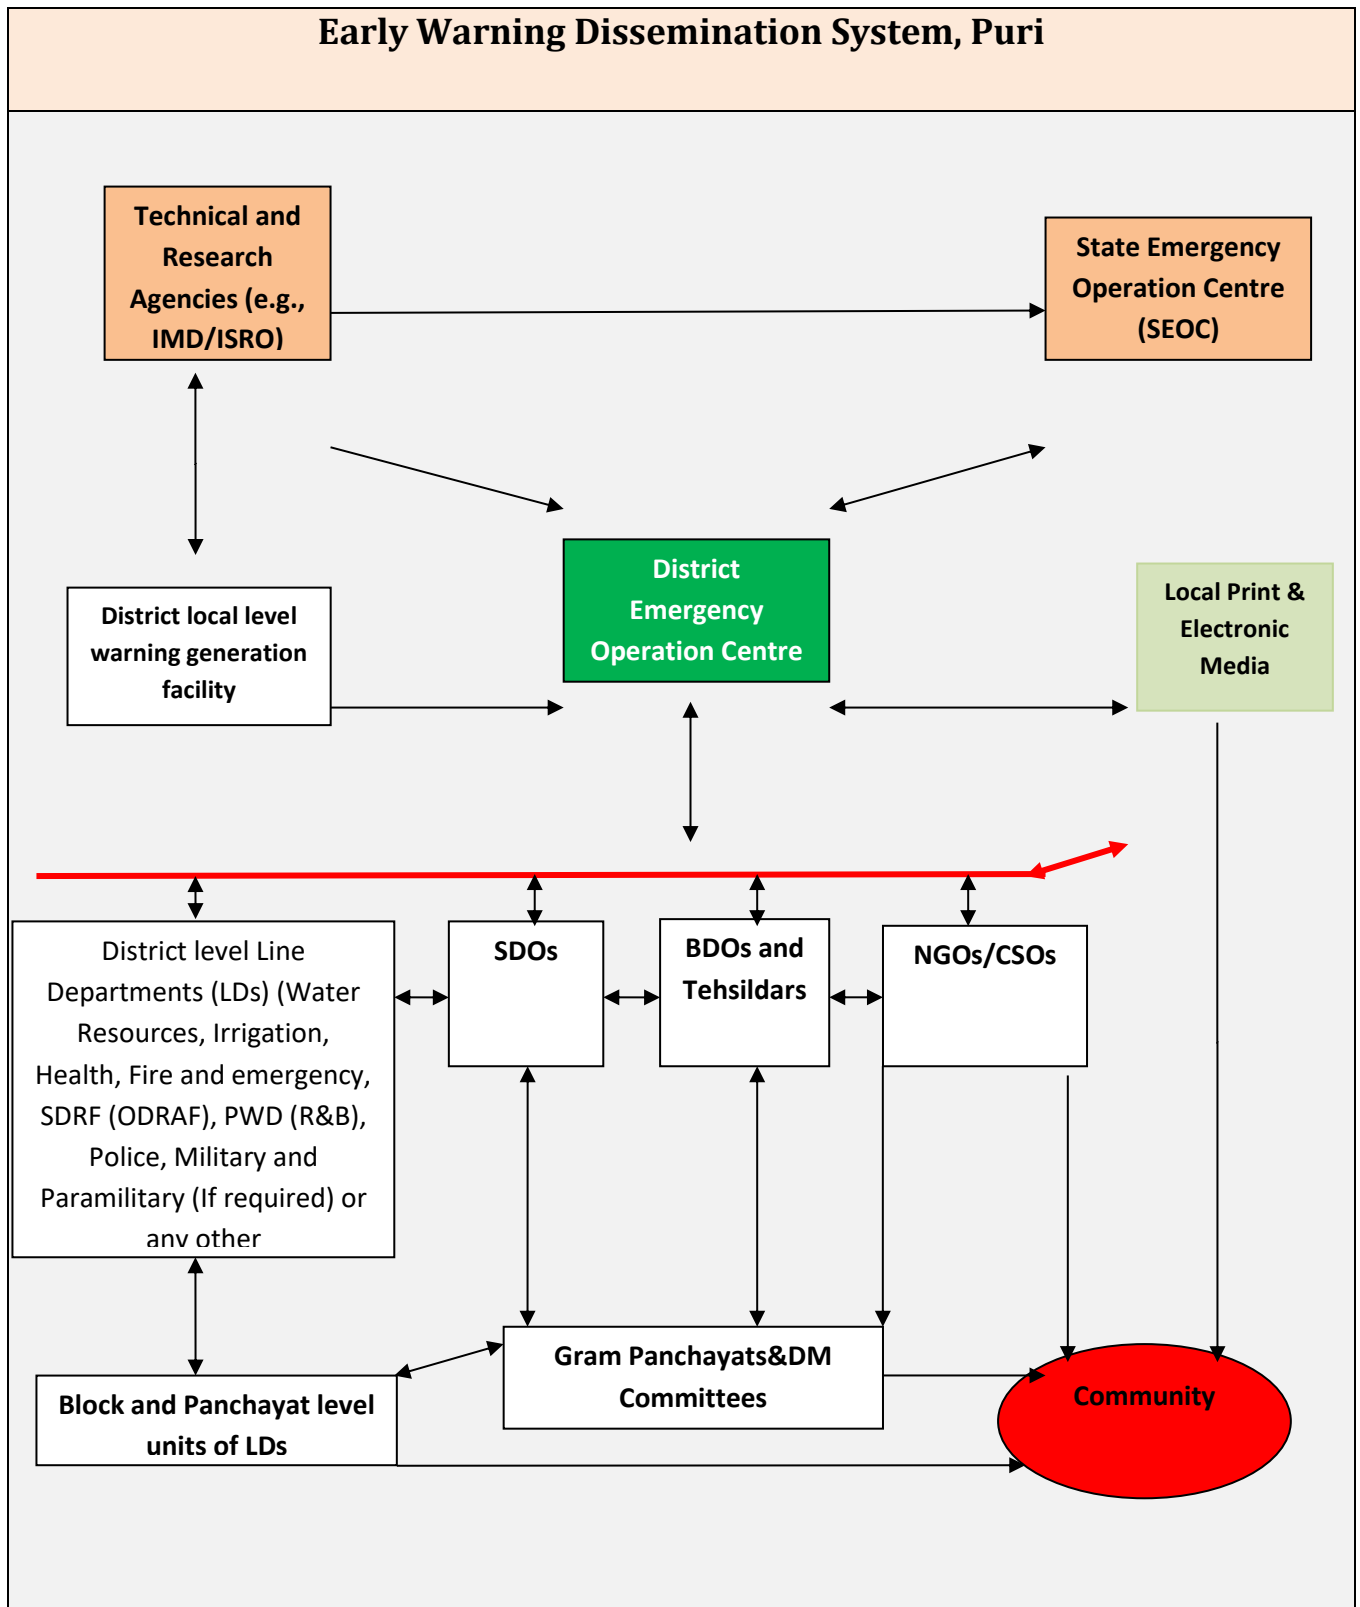 Early Warning Dissemination System, Puri
Technical and
Research
Agencies (e.g.,
IMD/ISRO)
State Emergency
Operation Centre
(SEOC)
District
Emergency
Operation Centre
Local Print &
Electronic
Media
District local level
warning generation
facility
District level Line
Departments (LDs) (Water
Resources, Irrigation,
Health, Fire and emergency,
SDRF (ODRAF), PWD (R&B),
Police, Military and
Paramilitary (If required) or
any other
SDOs
BDOs and
Tehsildars
NGOs/CSOs
Gram Panchayats&DM
Committees
Block and Panchayat level
units of LDs
Community